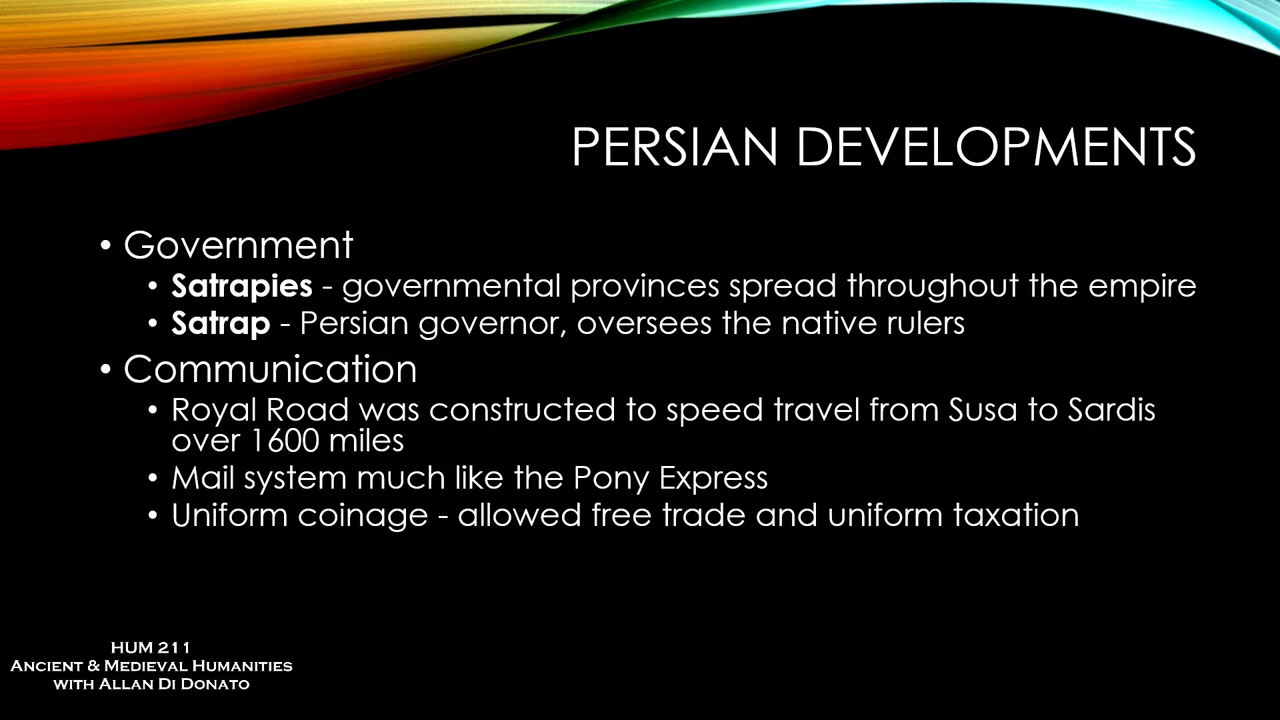 PERSIAN DEVELOPMENTS
• Government
• Satrapies - governmental provinces spread throughout the empire
• Satrap - Persian governor, oversees the native rulers
• Communication
• Royal Road was constructed to speed travel from Susa to Sardis
over 1600 miles
• Mail system much like the Pony Express
• Uniform coinage - allowed free trade and uniform taxation
HUM 211
Ancient & Medieval Humanities
with Allan Di Donato